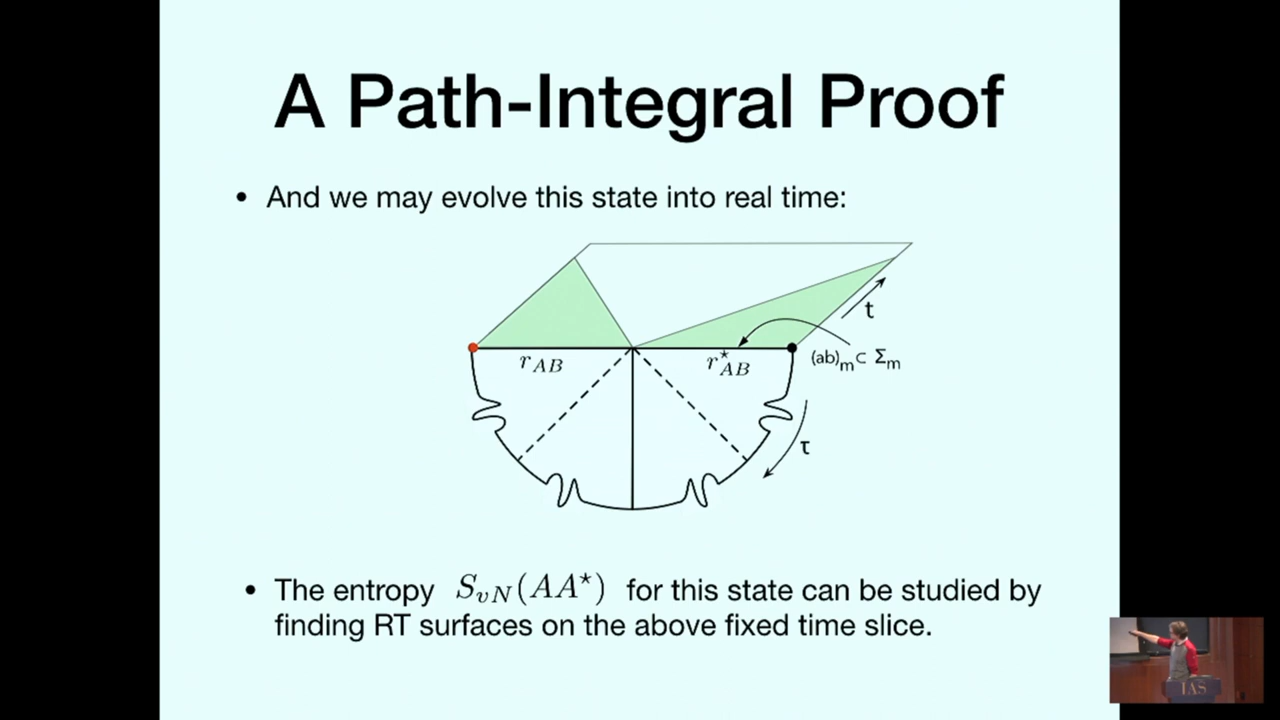 A Path-Integral Proof
• And we may evolve this state into real time:
t
r_{AB}
r^{⋆}_{AB}
(ab)_m ⊂ Σ_m
τ
• The entropy S_{vN}(AA^{⋆}) for this state can be studied by
finding RT surfaces on the above fixed time slice.
IAS